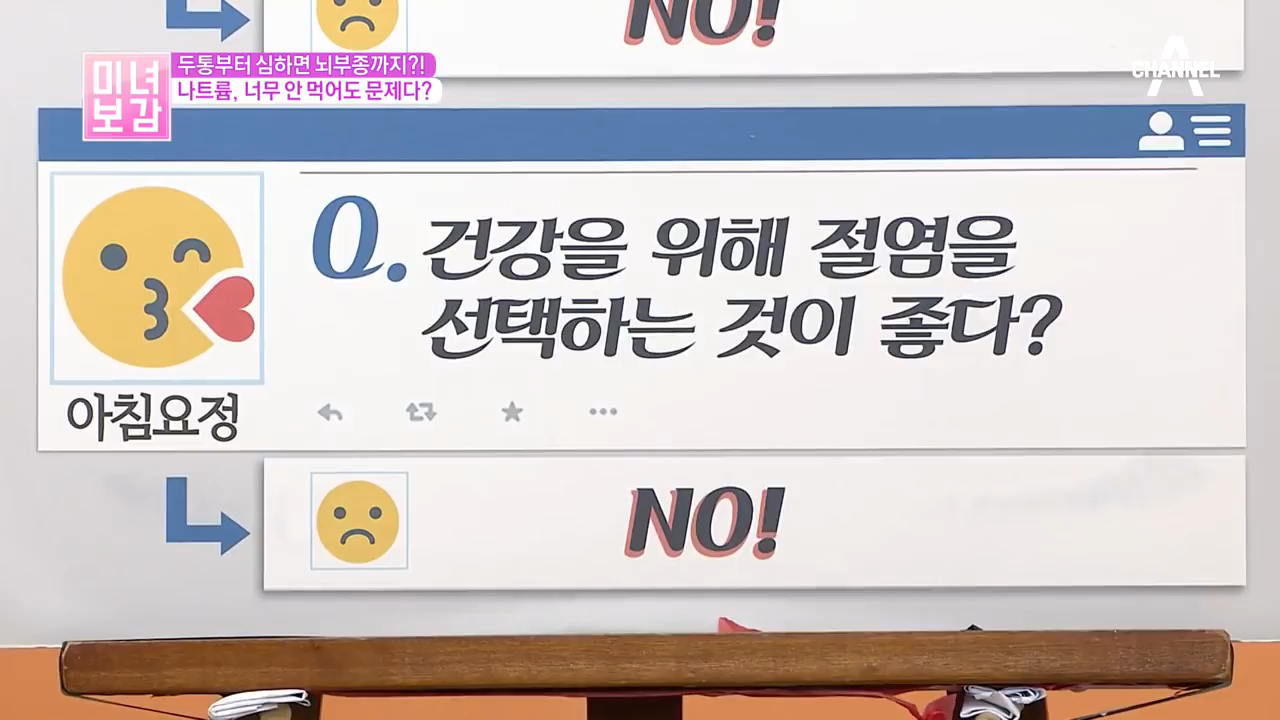 NO!
미녀
보감
두통부터 심하면 뇌부종까지?!
나트륨, 너무 안 먹어도 문제다?
CHANNEL A
Q. 건강을 위해 절염을
선택하는 것이 좋다?
아침요정
NO!